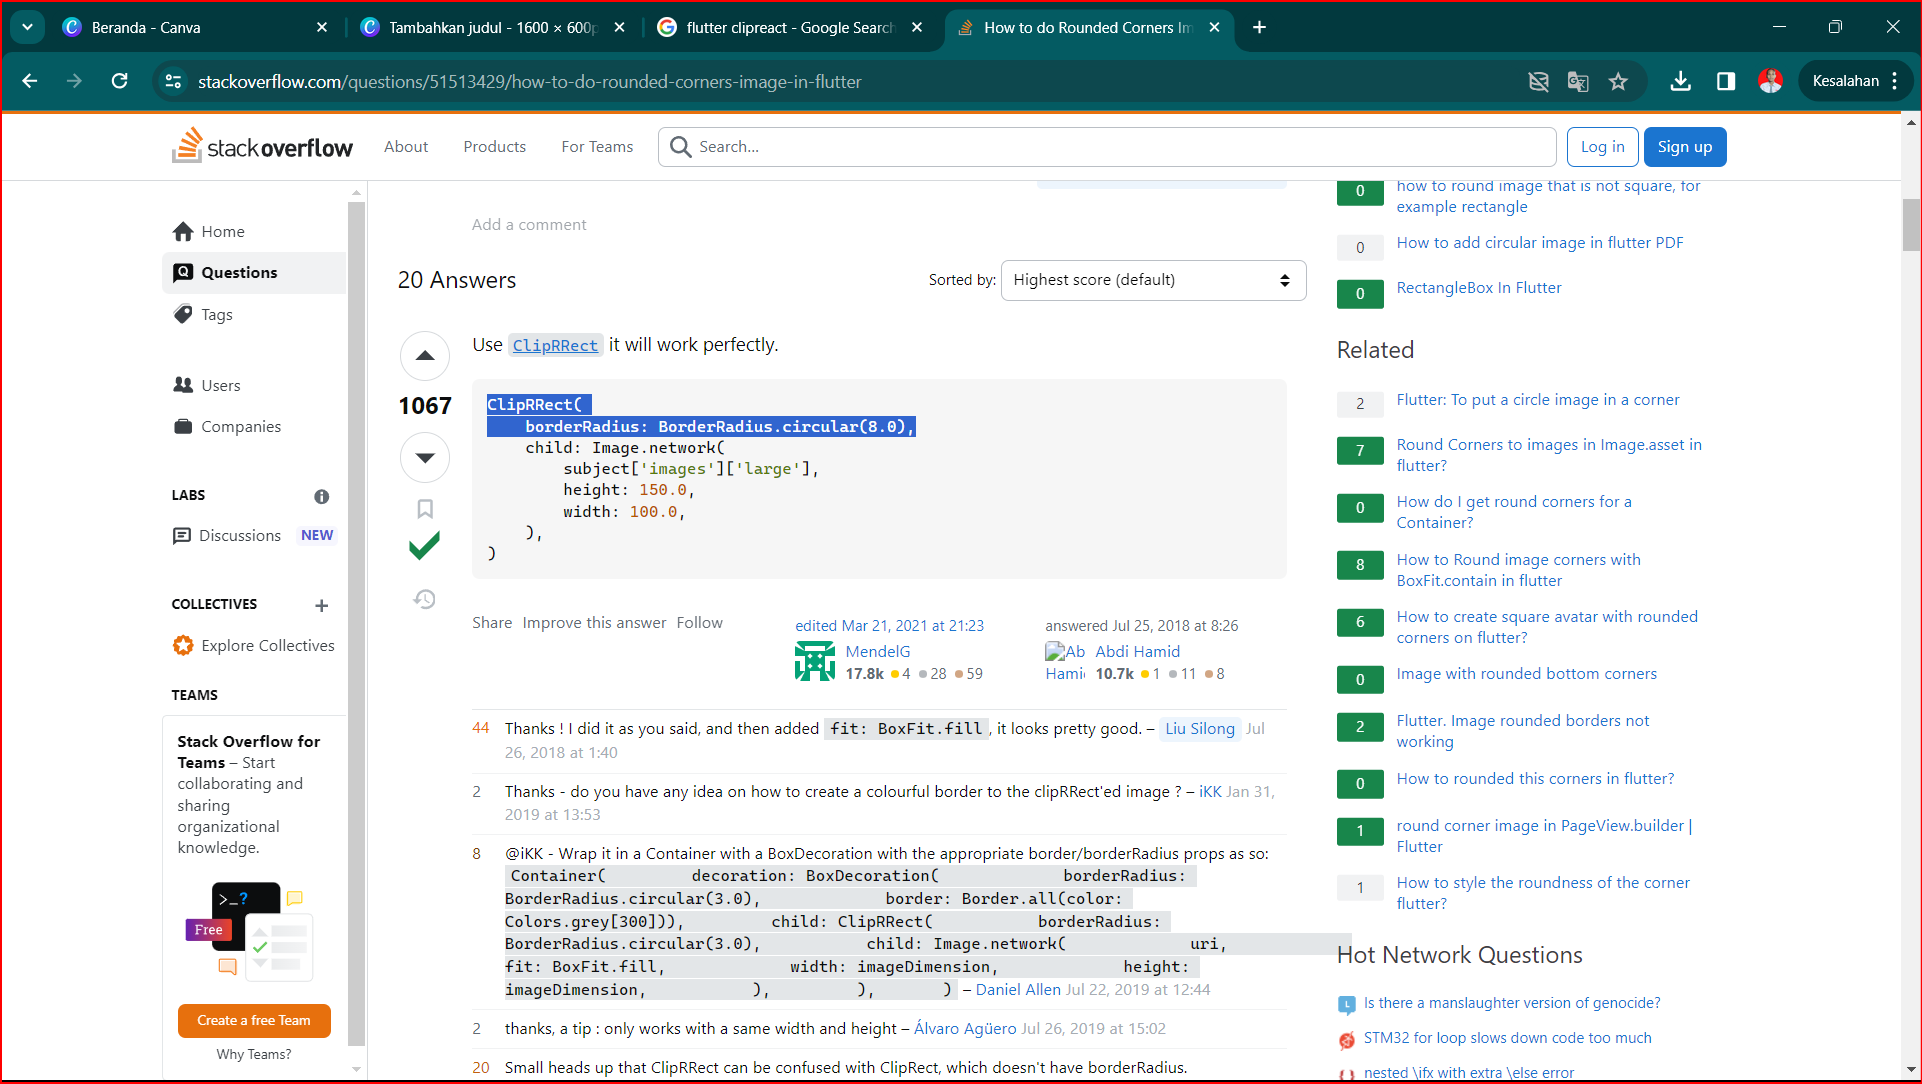 Beranda - Canva
Tambahkan judul - 1600 × 600p
flutter clipreact - Google Search
How to do Rounded Corners Im
stackoverflow.com/questions/51513429/how-to-do-rounded-corners-image-in-flutter
Kesalahan
stackoverflow
About
Products
For Teams
Search...
Log in
Sign up
Home
Questions
Tags
Users
Companies
LABS
Discussions NEW
COLLECTIVES
Explore Collectives
TEAMS
Stack Overflow for
Teams – Start
collaborating and
sharing
organizational
knowledge.
>_?
Free
Create a free Team
Why Teams?
Add a comment
20 Answers
Sorted by:
Highest score (default)
1067
Use ClipRRect it will work perfectly.
ClipRRect(
borderRadius: BorderRadius.circular(8.0),
child: Image.network(
subject['images']['large'],
height: 150.0,
width: 100.0,
),
)
Share Improve this answer Follow
edited Mar 21, 2021 at 21:23
MendelG
17.8k 4 28 59
answered Jul 25, 2018 at 8:26
Ab
Hami
Abdi Hamid
10.7k 1 11 8
44 Thanks ! I did it as you said, and then added fit: BoxFit.fill, it looks pretty good. – Liu Silong Jul
26, 2018 at 1:40
2 Thanks - do you have any idea on how to create a colourful border to the clipRRect'ed image ? – iKK Jan 31,
2019 at 13:53
8 @iKK - Wrap it in a Container with a BoxDecoration with the appropriate border/borderRadius props as so:
Container( decoration: BoxDecoration( borderRadius:
BorderRadius.circular(3.0), border: Border.all(color:
Colors.grey[300])), child: ClipRRect( borderRadius:
BorderRadius.circular(3.0), child: Image.network( uri,
fit: BoxFit.fill, width: imageDimension, height:
imageDimension, ), ), ) – Daniel Allen Jul 22, 2019 at 12:44
2 thanks, a tip : only works with a same width and height – Álvaro Agüero Jul 26, 2019 at 15:02
20 Small heads up that ClipRRect can be confused with ClipRect, which doesn't have borderRadius.
0 how to round image that is not square, for
example rectangle
0 How to add circular image in flutter PDF
0 RectangleBox In Flutter
Related
2 Flutter: To put a circle image in a corner
7 Round Corners to images in Image.asset in
flutter?
0 How do I get round corners for a
Container?
8 How to Round image corners with
BoxFit.contain in flutter
6 How to create square avatar with rounded
corners on flutter?
0 Image with rounded bottom corners
2 Flutter. Image rounded borders not
working
0 How to rounded this corners in flutter?
1 round corner image in PageView.builder |
Flutter
1 How to style the roundness of the corner
flutter?
Hot Network Questions
Is there a manslaughter version of genocide?
STM32 for loop slows down code too much
nested \ifx with extra \else error